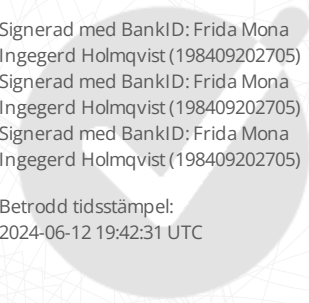 Signerad med BankID: Frida Mona
Ingegerd Holmqvist (198409202705)
Signerad med BankID: Frida Mona
Ingegerd Holmqvist (198409202705)
Signerad med BankID: Frida Mona
Ingegerd Holmqvist (198409202705)
Betrodd tidsstämpel:
2024-06-12 19:42:31 UTC